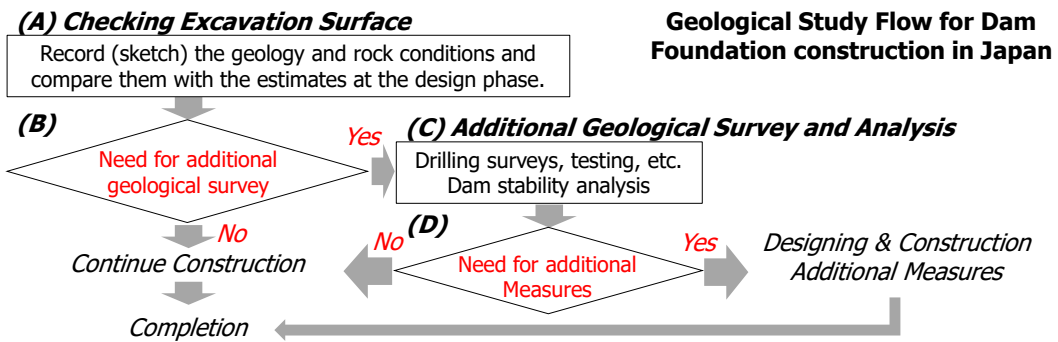 (A) Checking Excavation Surface
Geological Study Flow for Dam
Foundation construction in Japan
Record (sketch) the geology and rock conditions and
compare them with the estimates at the design phase.
(B)
Need for additional
geological survey
Yes
(C) Additional Geological Survey and Analysis
Drilling surveys, testing, etc.
Dam stability analysis
No
Continue Construction
(D)
No
Need for additional
Measures
Yes
Designing & Construction
Additional Measures
Completion